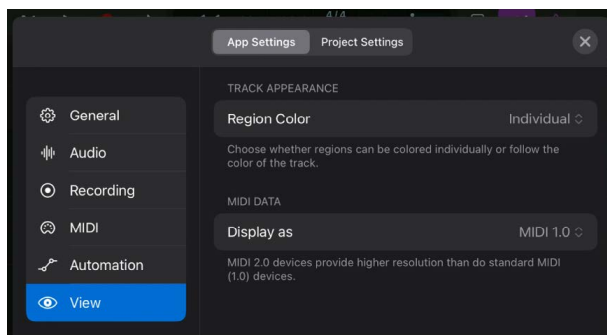 4/4
App Settings
Project Settings
TRACK APPEARANCE
General
Region Color
Individual
Audio
Choose whether regions can be colored individually or follow the
color of the track.
Recording
MIDI DATA
MIDI
Display as
MIDI 1.0
Automation
MIDI 2.0 devices provide higher resolution than do standard MIDI
(1.0) devices.
View